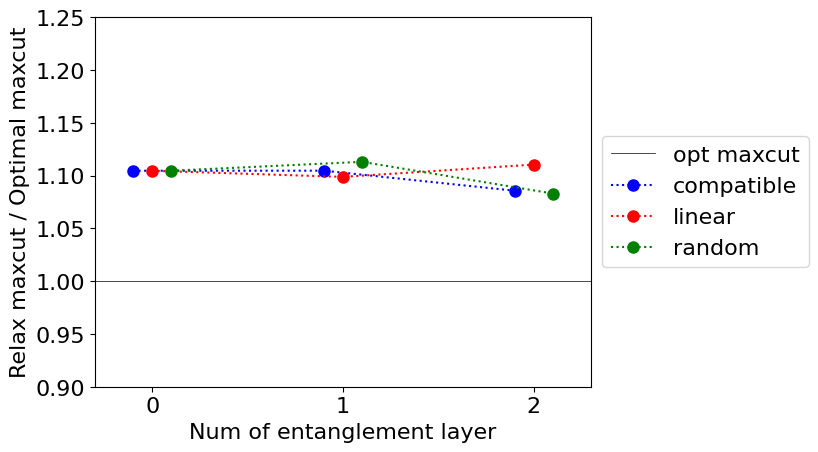 Relax maxcut / Optimal maxcut
1.25
1.20
1.15
1.10
1.05
1.00
0.95
0.90
0
1
2
Num of entanglement layer
opt maxcut
compatible
linear
random